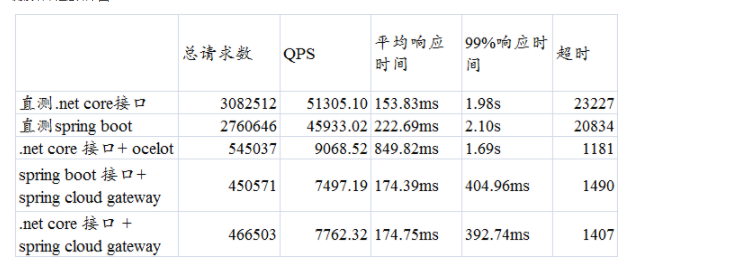 总请求数 QPS 平均响应时间 99%响应时间 超时
直测.net core接口 3082512 51305.10 153.83ms 1.98s 23227
直测spring boot 2760646 45933.02 222.69ms 2.10s 20834
.net core 接口+ ocelot 545037 9068.52 849.82ms 1.69s 1181
spring boot 接口+
spring cloud gateway 450571 7497.19 174.39ms 404.96ms 1490
.net core 接口 +
spring cloud gateway 466503 7762.32 174.75ms 392.74ms 1407